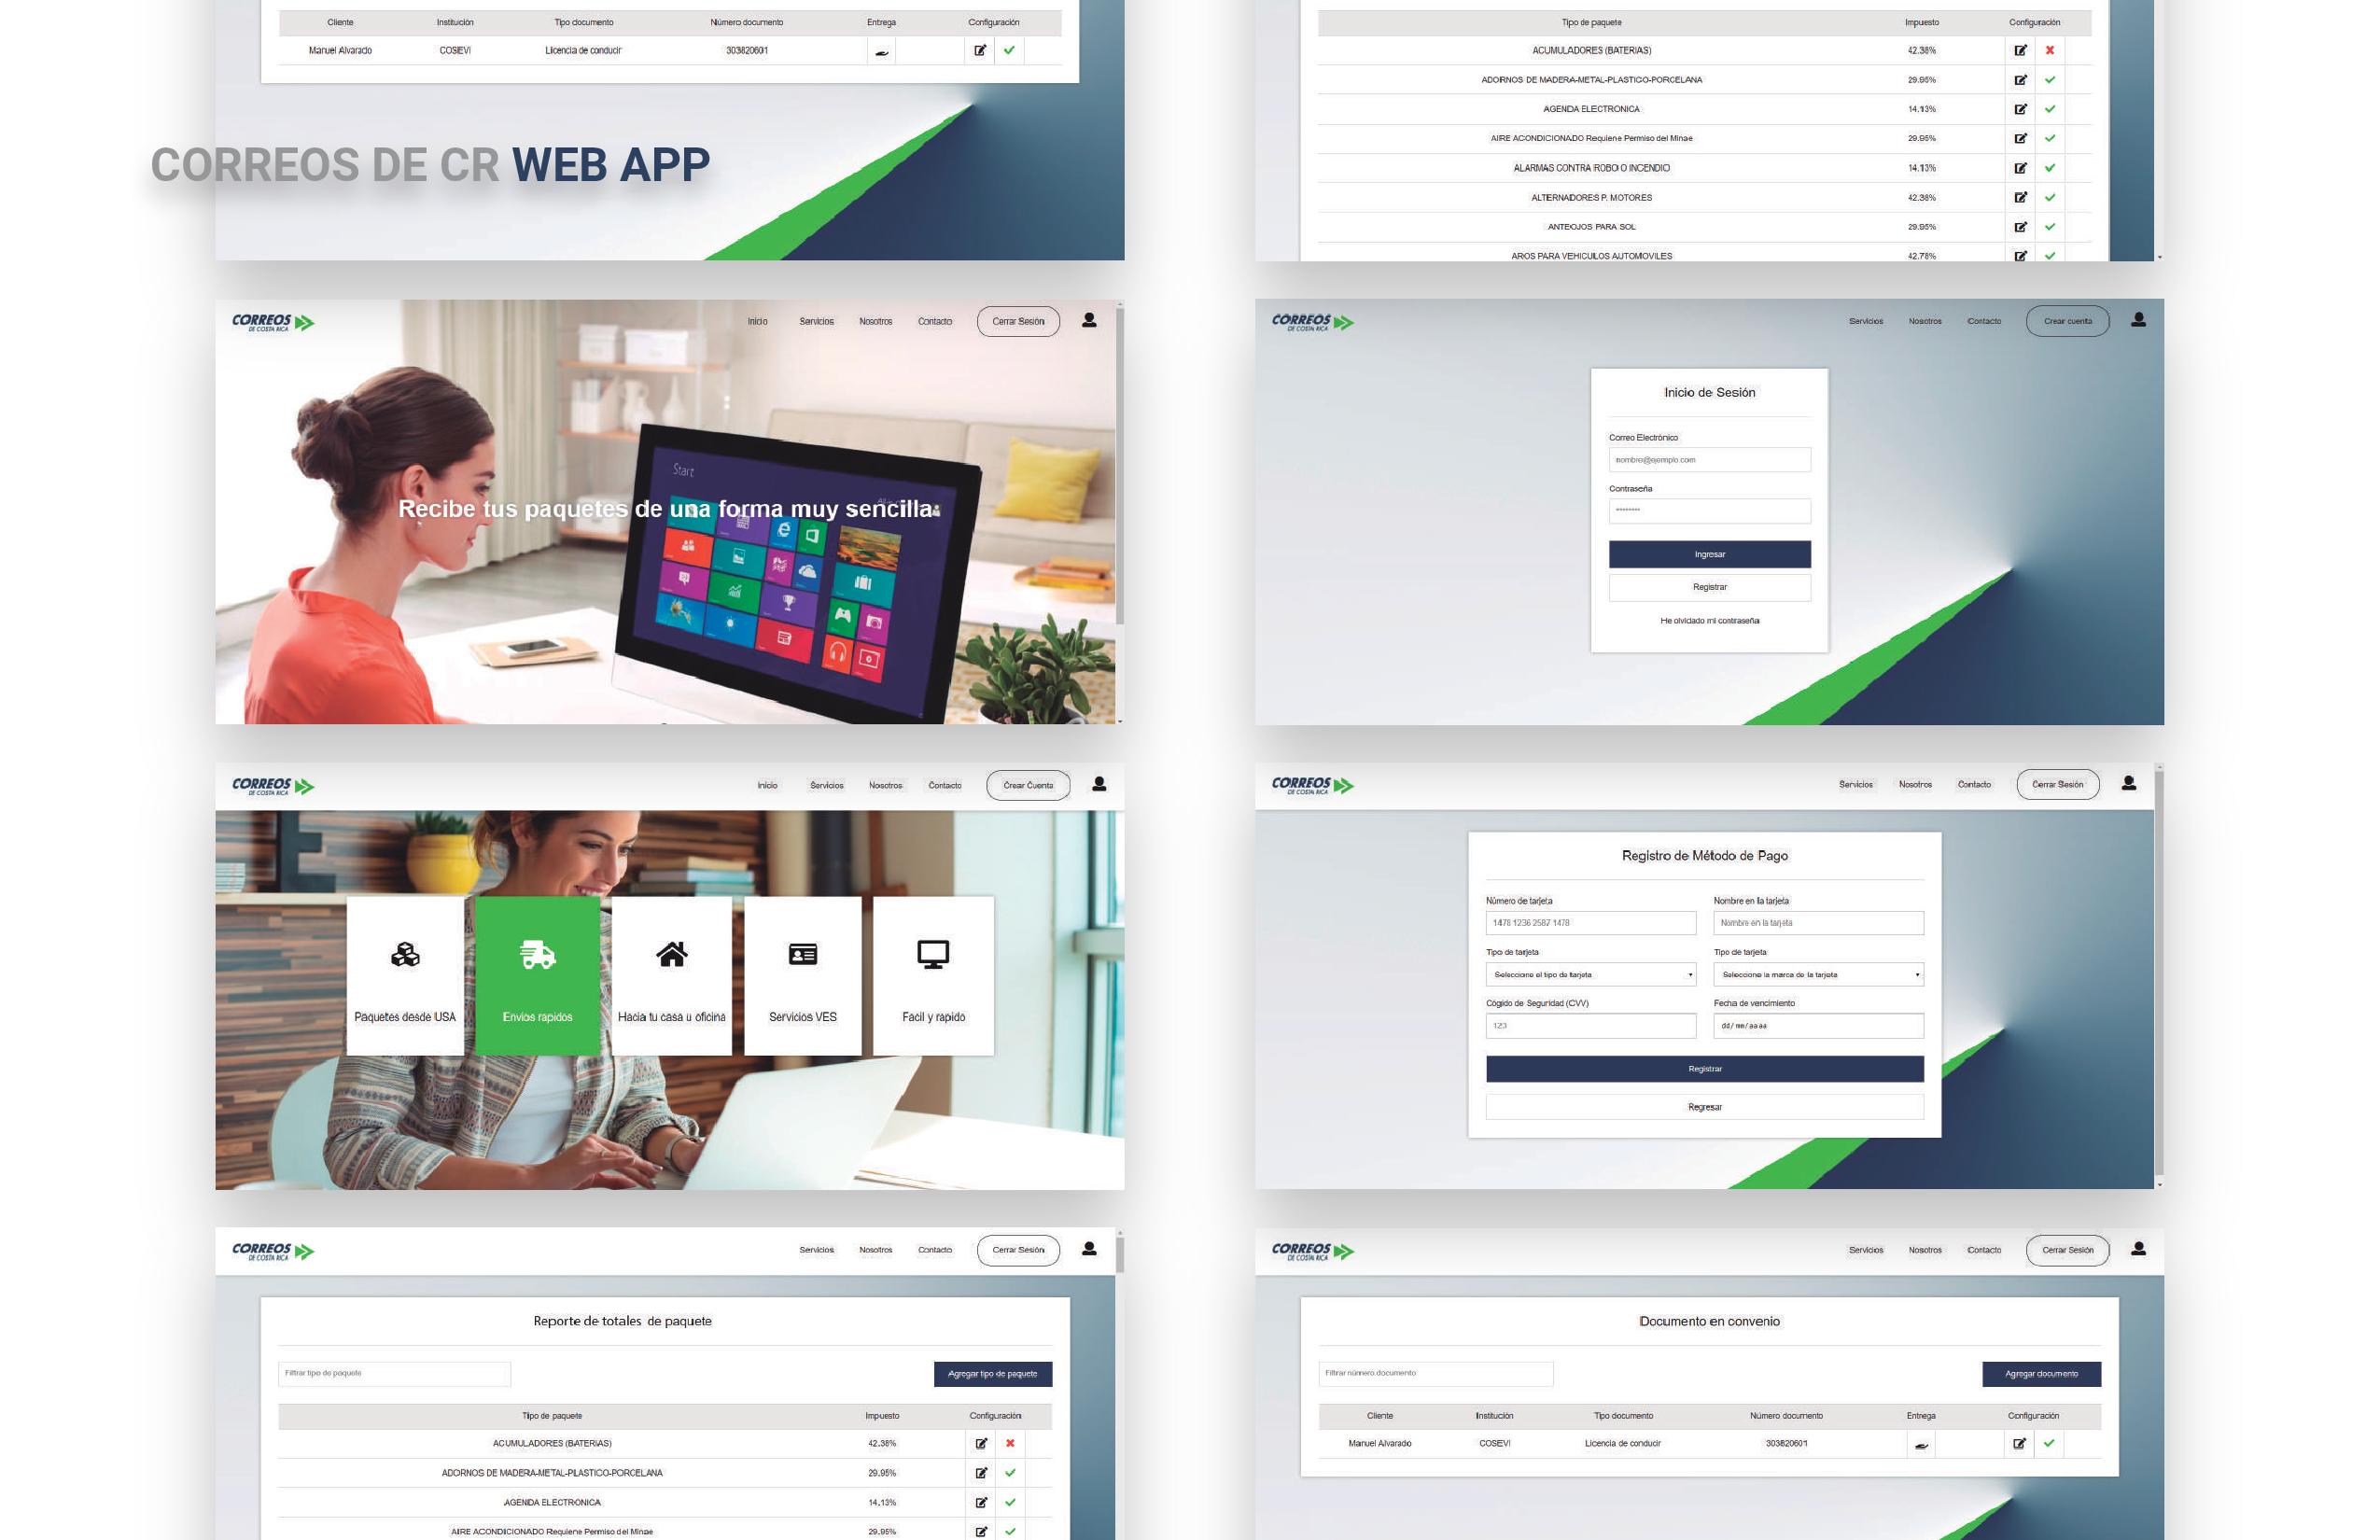 Cliente Institución Tipo documento Número documento Entrega Configuración
Manuel Alvarado COSEVI Licencia de conducir 303820601
CORREOS DE CR WEB APP
Tipo de paquete Impuesto Configuración
ACUMULADORES (BATERIAS) 42.38%
ADORNOS DE MADERA-METAL-PLASTICO-PORCELANA 29.95%
AGENDA ELECTRONICA 14.13%
AIRE ACONDICIONADO Requiene Permiso del Minae 29.95%
ALARMAS CONTRA ROBO O INCENDIO 14.13%
ALTERNADORES P. MOTORES 42.38%
ANTEOJOS PARA SOL 29.95%
AROS PARA VEHICULOS AUTOMOVILES 42.78%
CORREOS
DE COSTA RICA
Inicio Servicios Nosotros Contacto Cerrar Sesión
Start
Recibe tus paquetes de una forma muy sencilla
CORREOS
DE COSTA RICA
Servicios Nosotros Contacto Crear cuenta
Inicio de Sesión
Correo Electrónico
nombre@ejemplo.com
Contraseña
********
Ingresar
Registrar
He olvidado mi contraseña
CORREOS
DE COSTA RICA
Inicio Servicios Nosotros Contacto Crear Cuenta
Paquetes desde USA
Envios rapidos
Hacia tu casa u oficina
Servicios VES
Facil y rapido
CORREOS
DE COSTA RICA
Servicios Nosotros Contacto Cerrar Sesión
Registro de Método de Pago
Número de tarjeta Nombre en la tarjeta
1478 1236 2587 1478 Nombre en la tarjeta
Tipo de tarjeta Tipo de tarjeta
Seleccione el tipo de tarjeta Seleccione la marca de la tarjeta
Cógido de Seguridad (CVV) Fecha de vencimiento
123 dd/mm/aaaa
Registrar
Regresar
CORREOS
DE COSTA RICA
Servicios Nosotros Contacto Cerrar Sesión
Reporte de totales de paquete
Filtrar tipo de paquete Agregar tipo de paquete
Tipo de paquete Impuesto Configuración
ACUMULADORES (BATERIAS) 42.38%
ADORNOS DE MADERA-METAL-PLASTICO-PORCELANA 29.95%
AGENDA ELECTRONICA 14.13%
AIRE ACONDICIONADO Requiene Permiso del Minae 29.95%
CORREOS
DE COSTA RICA
Servicios Nosotros Contacto Cerrar Sesión
Documento en convenio
Filtrar número documento Agregar documento
Cliente Institución Tipo documento Número documento Entrega Configuración
Manuel Alvarado COSEVI Licencia de conducir 303820601